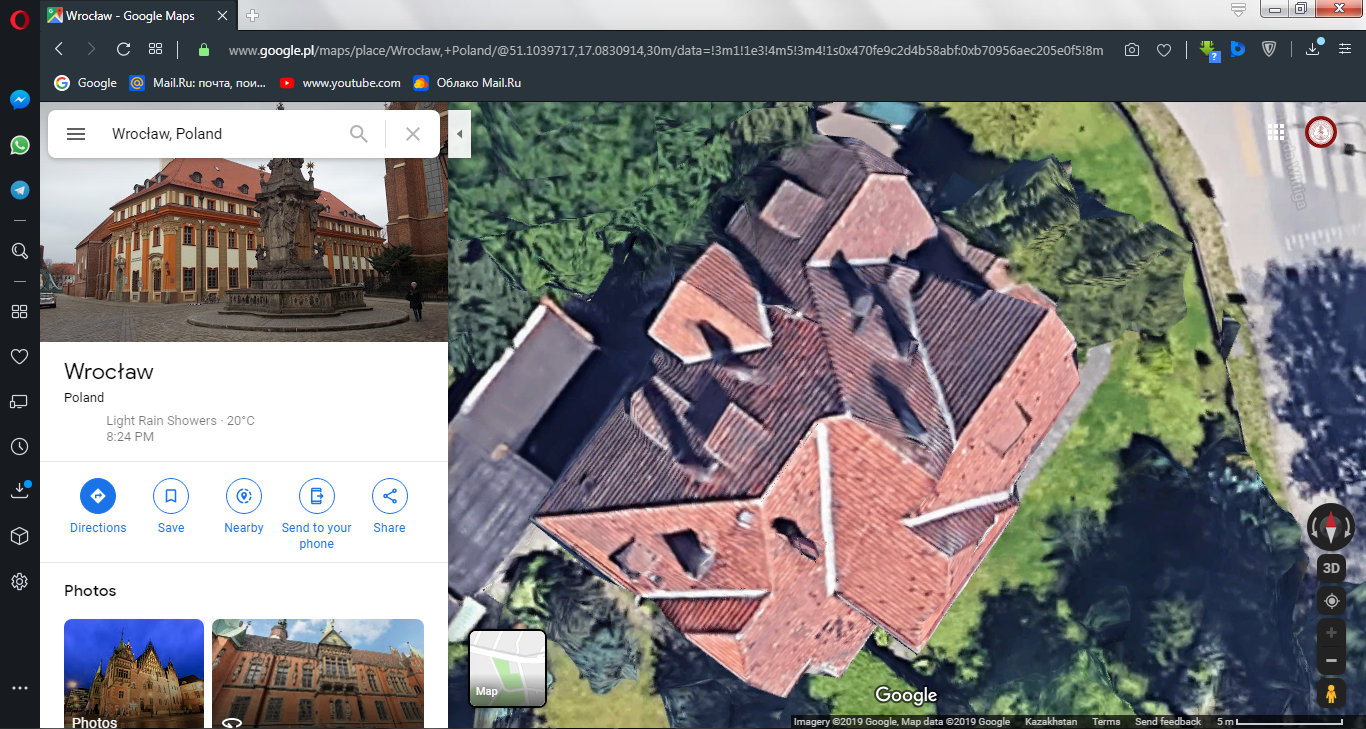 Wrocław - Google Maps
www.google.pl/maps/place/Wrocław,+Poland/@51.1039717,17.0830914,30m/data=!3m1!1e3!4m5!3m4!1s0x470fe9c2d4b58abf:0xb70956aec205e0f5!8m
Google
Mail.Ru: почта, пои...
www.youtube.com
Облако Mail.Ru
Wrocław, Poland
Wrocław
Poland
Light Rain Showers · 20°C
8:24 PM
Directions
Save
Nearby
Send to your
phone
Share
Photos
Photos
Map
3D
Google
Imagery ©2019 Google, Map data ©2019 Google
Kazakhstan
Terms
Send feedback
5 m